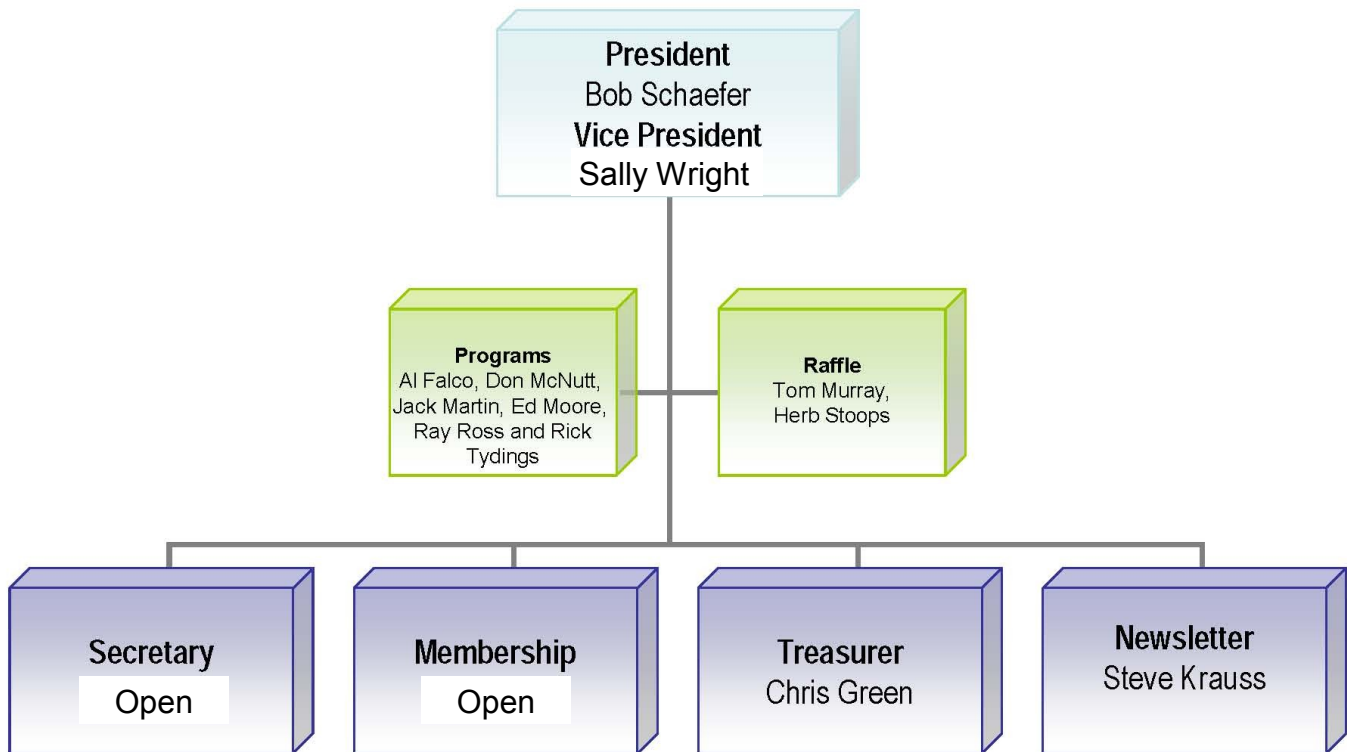 President
Bob Schaefer
Vice President
Sally Wright
Programs
Al Falco, Don McNutt,
Jack Martin, Ed Moore,
Ray Ross and Rick
Tydings
Raffle
Tom Murray,
Herb Stoops
Secretary
Open
Membership
Open
Treasurer
Chris Green
Newsletter
Steve Krauss